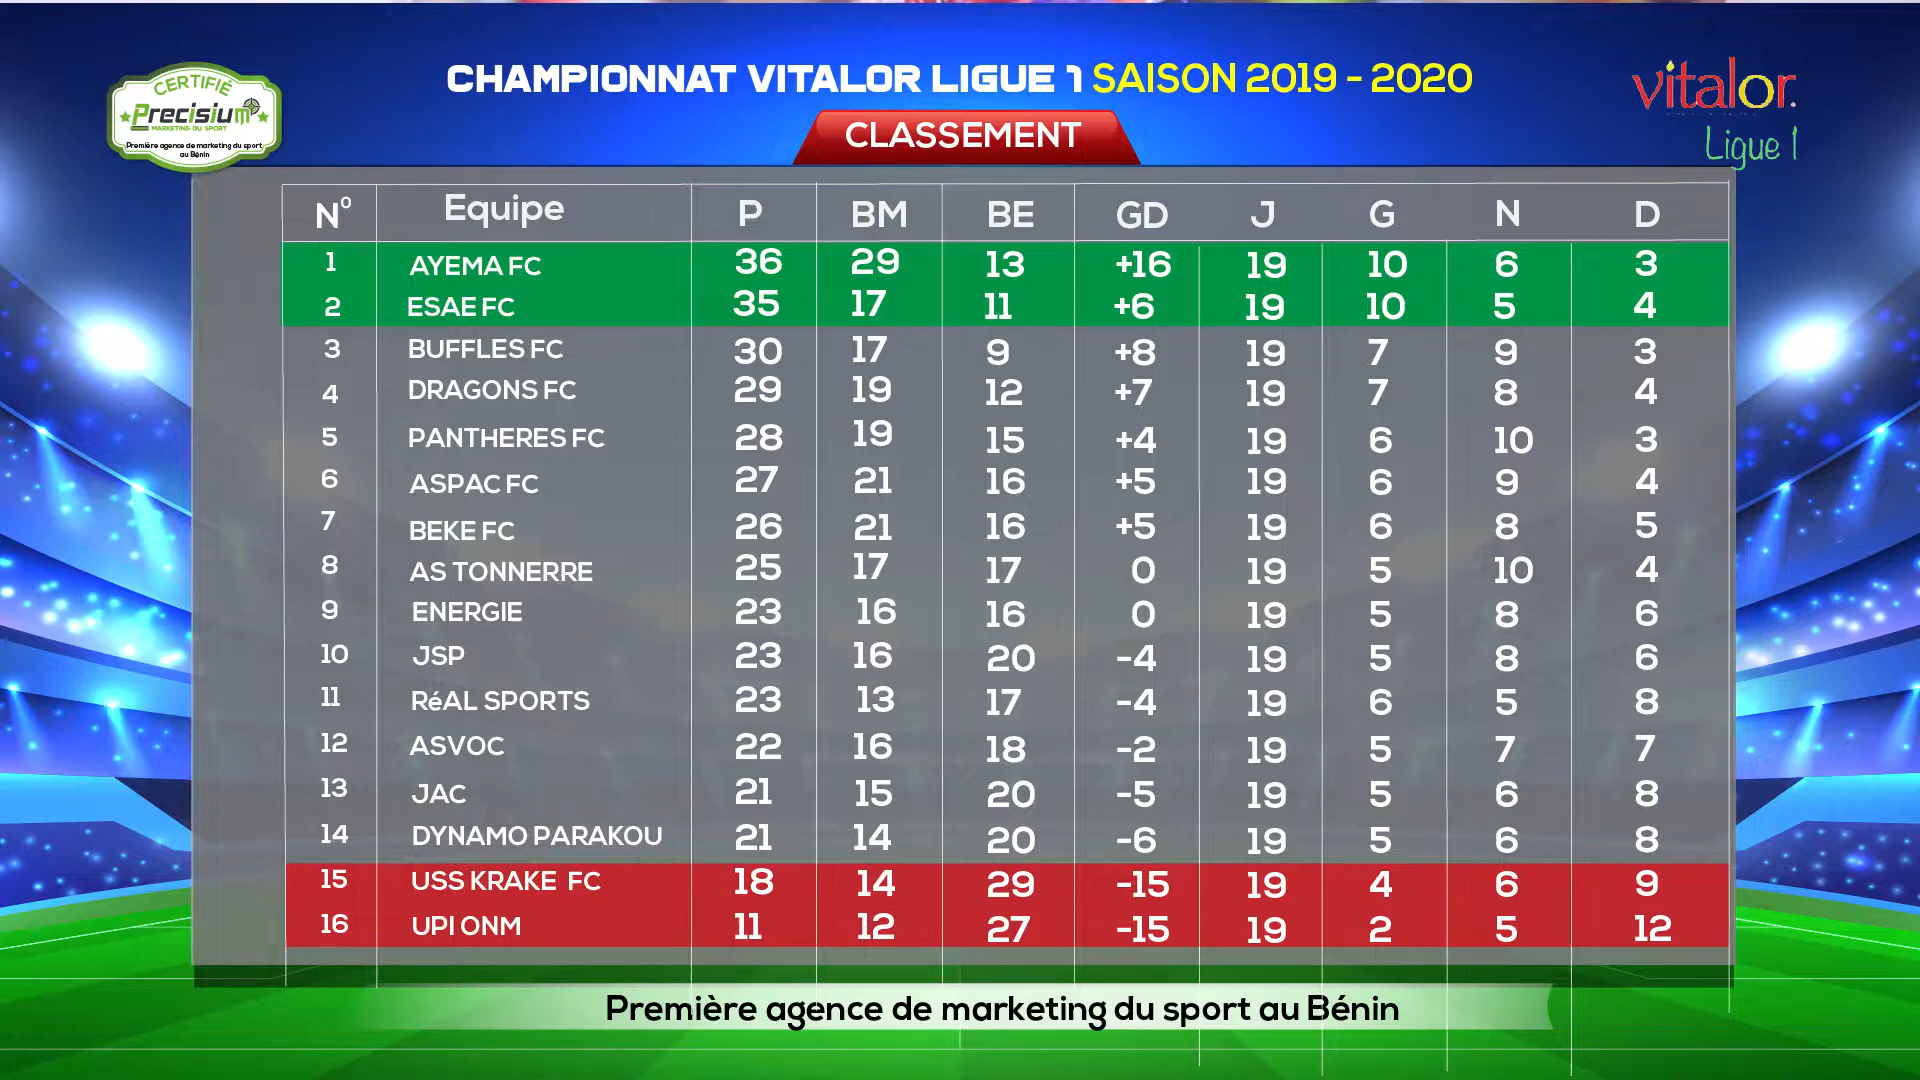 CERTIFIÉ
Precisium
MARKETING DU SPORT
Première agence de marketing du sport
au Bénin
CHAMPIONNAT VITALOR LIGUE 1 SAISON 2019 - 2020
CLASSEMENT
vitalor.
Ligue 1
N° Equipe P BM BE GD J G N D
1 AYEMA FC 36 29 13 +16 19 10 6 3
2 ESAE FC 35 17 11 +6 19 10 5 4
3 BUFFLES FC 30 17 9 +8 19 7 9 3
4 DRAGONS FC 29 19 12 +7 19 7 8 4
5 PANTHERES FC 28 19 15 +4 19 6 10 3
6 ASPAC FC 27 21 16 +5 19 6 9 4
7 BEKE FC 26 21 16 +5 19 6 8 5
8 AS TONNERRE 25 17 17 0 19 5 10 4
9 ENERGIE 23 16 16 0 19 5 8 6
10 JSP 23 16 20 -4 19 5 8 6
11 RéAL SPORTS 23 13 17 -4 19 6 5 8
12 ASVOC 22 16 18 -2 19 5 7 7
13 JAC 21 15 20 -5 19 5 6 8
14 DYNAMO PARAKOU 21 14 20 -6 19 5 6 8
15 USS KRAKE FC 18 14 29 -15 19 4 6 9
16 UPI ONM 11 12 27 -15 19 2 5 12
Première agence de marketing du sport au Bénin